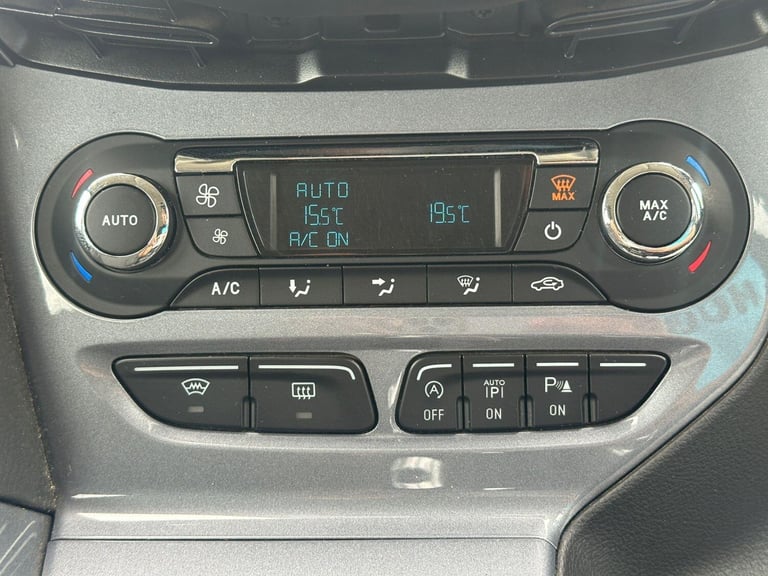 AUTO
AUTO
15.5°C
19.5°C
A/C ON
MAX
MAX
A/C
A/C
OFF
AUTO
P
ON
P
ON